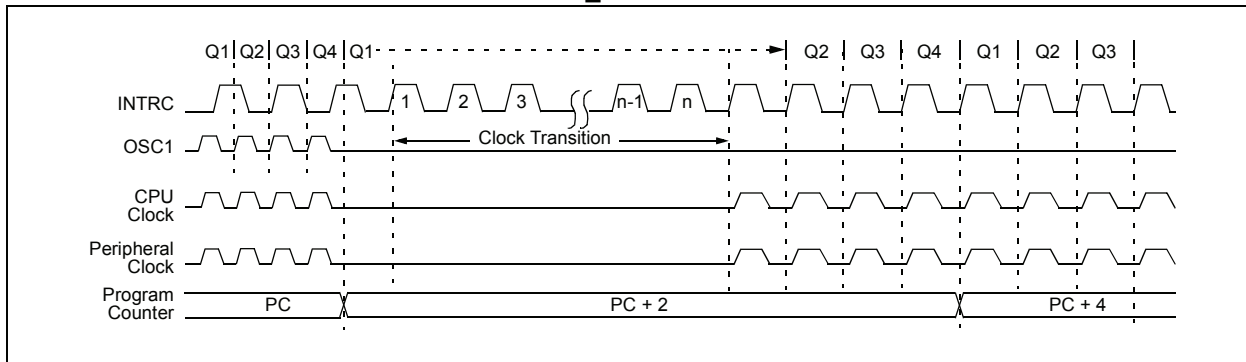 Q1 Q2 Q3 Q4 Q1 Q2 Q3 Q4 Q1 Q2 Q3
INTRC 1 2 3 n-1 n
OSC1 Clock Transition
CPU
Clock
Peripheral
Clock
Program
Counter PC PC + 2 PC + 4